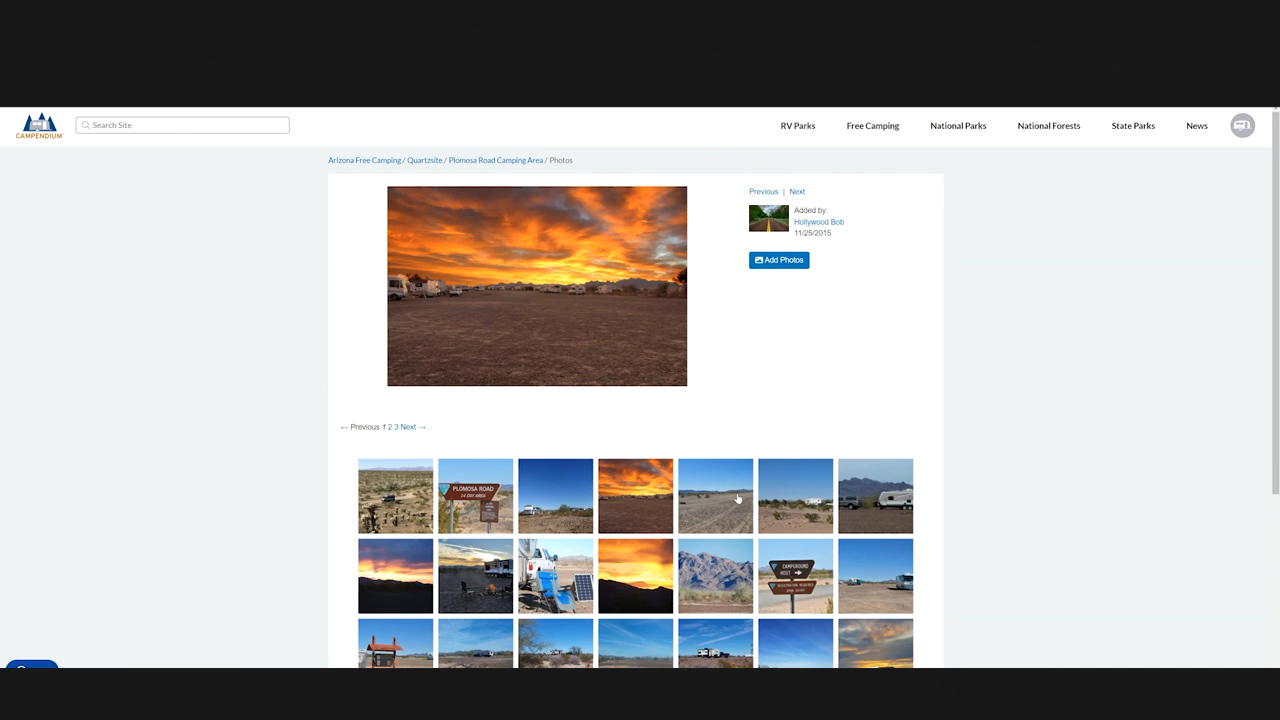 CAMPENDIUM
Search Site
RV Parks
Free Camping
National Parks
National Forests
State Parks
News
Arizona Free Camping / Quartzsite / Plomosa Road Camping Area / Photos
Previous | Next
Added by:
Hollywood Bob
11/25/2015
Add Photos
← Previous 1 2 3 Next →
PLOMOSA ROAD
14 DAY AREA
CAMPGROUND
HOST